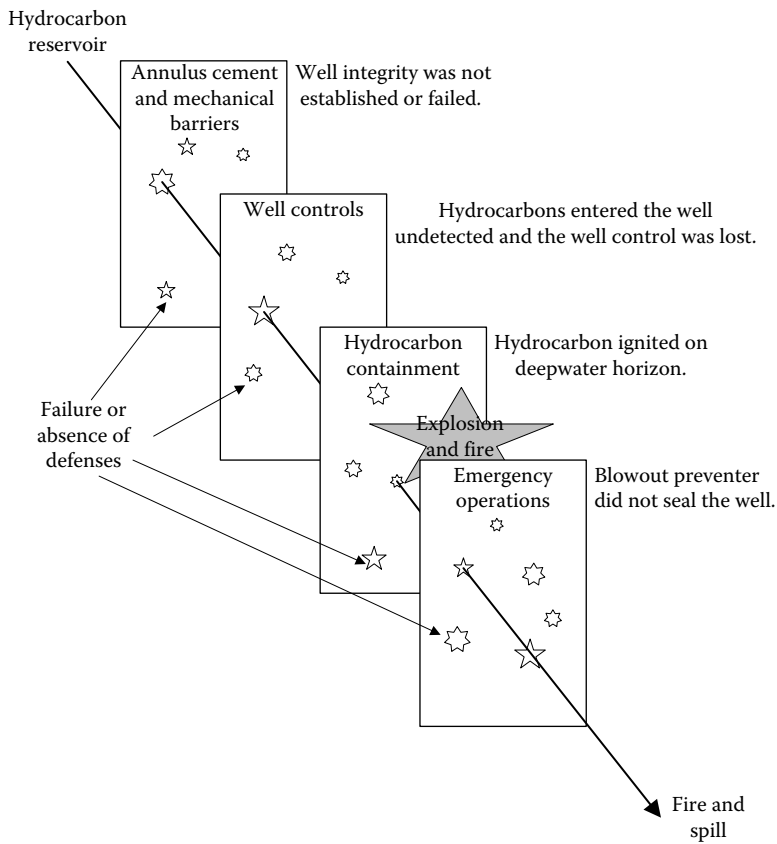 Hydrocarbon
reservoir
Annulus cement
and mechanical
barriers
Well integrity was not
established or failed.
Well controls
Hydrocarbons entered the well
undetected and the well control was lost.
Hydrocarbon
containment
Hydrocarbon ignited on
deepwater horizon.
Failure or
absence of
defenses
Explosion
and fire
Emergency
operations
Blowout preventer
did not seal the well.
Fire and
spill